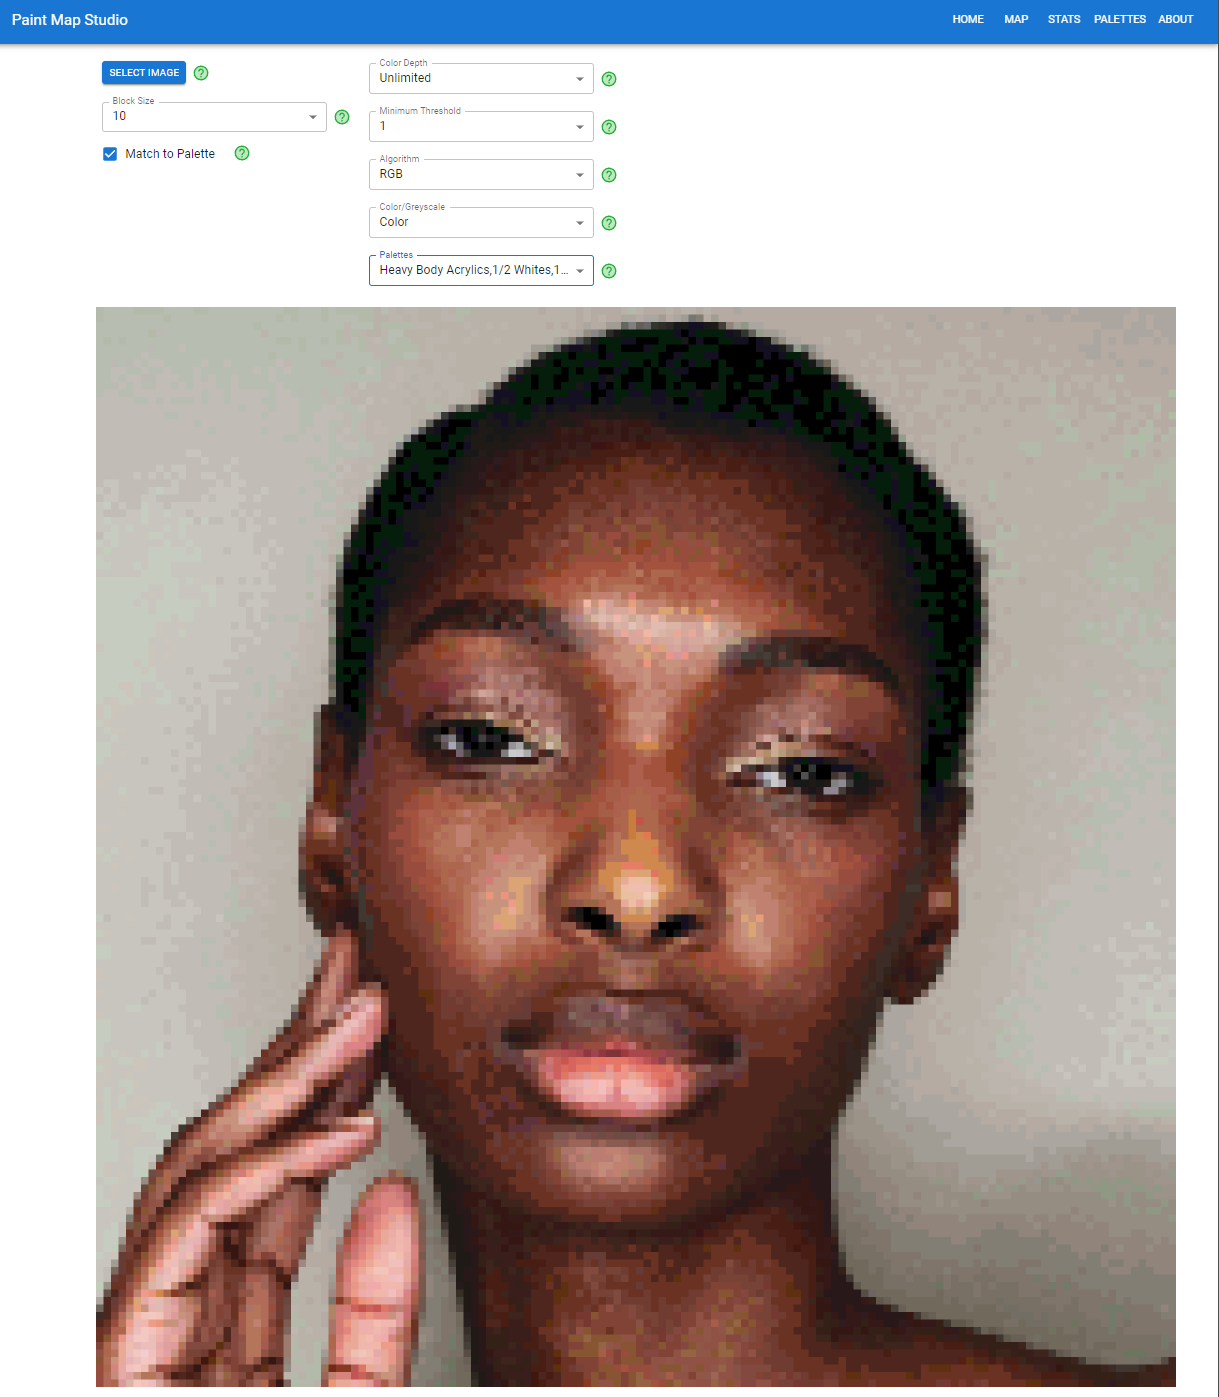 Paint Map Studio
HOME MAP STATS PALETTES ABOUT
SELECT IMAGE
Block Size
10
Match to Palette
Color Depth
Unlimited
Minimum Threshold
1
Algorithm
RGB
Color/Greyscale
Color
Palettes
Heavy Body Acrylics,1/2 Whites,1...